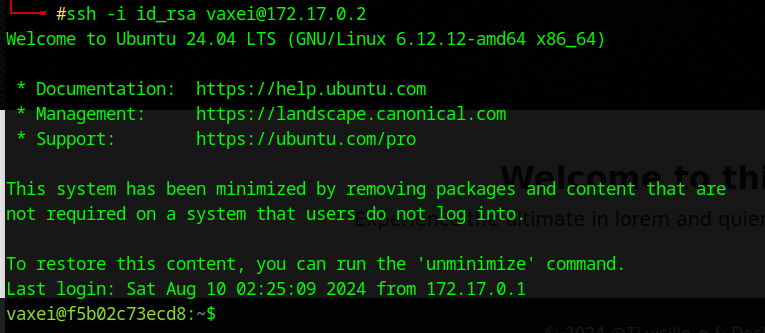 #ssh -i id_rsa vaxei@172.17.0.2
Welcome to Ubuntu 24.04 LTS (GNU/Linux 6.12.12-amd64 x86_64)
* Documentation:  https://help.ubuntu.com
* Management:     https://landscape.canonical.com
* Support:        https://ubuntu.com/pro
Welcome to thi
This system has been minimized by removing packages and content that are
not required on a system that users do not log into.
Experience the ultimate in lorem and quier
To restore this content, you can run the 'unminimize' command.
Last login: Sat Aug 10 02:25:09 2024 from 172.17.0.1
vaxei@f5b02c73ecd8:~$
© 2024